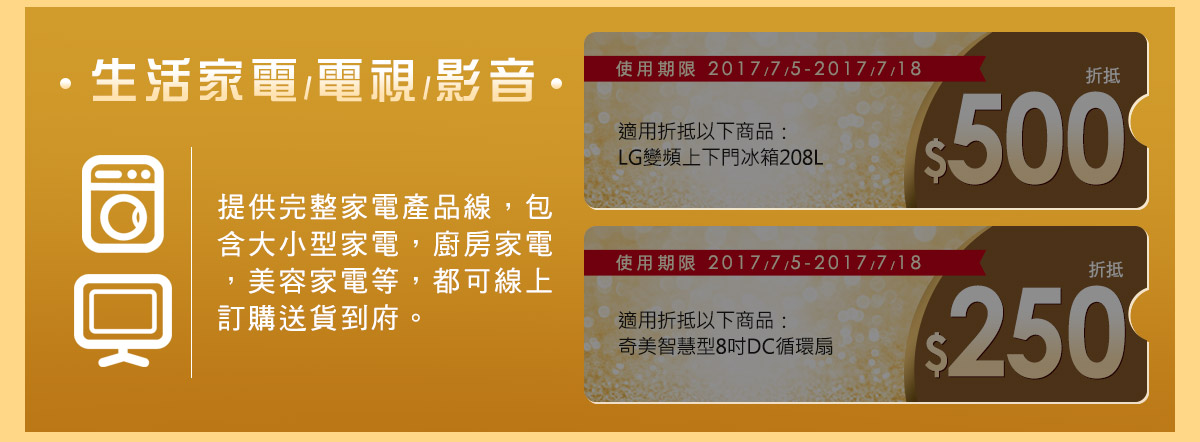 ·生活家電/電視/影音·
提供完整家電產品線，包
含大小型家電，廚房家電
，美容家電等，都可線上
訂購送貨到府。
使用期限 2017/7/5-2017/7/18
折抵
$500
適用折抵以下商品：
LG變頻上下門冰箱208L
使用期限 2017/7/5-2017/7/18
折抵
$250
適用折抵以下商品：
奇美智慧型8吋DC循環扇